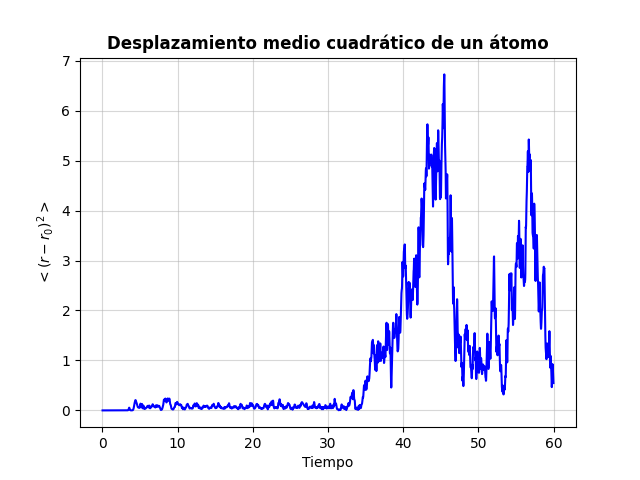 Desplazamiento medio cuadrático de un átomo
7
6
5
4
3
2
1
0
< (r − r₀)² >
0 10 20 30 40 50 60
Tiempo